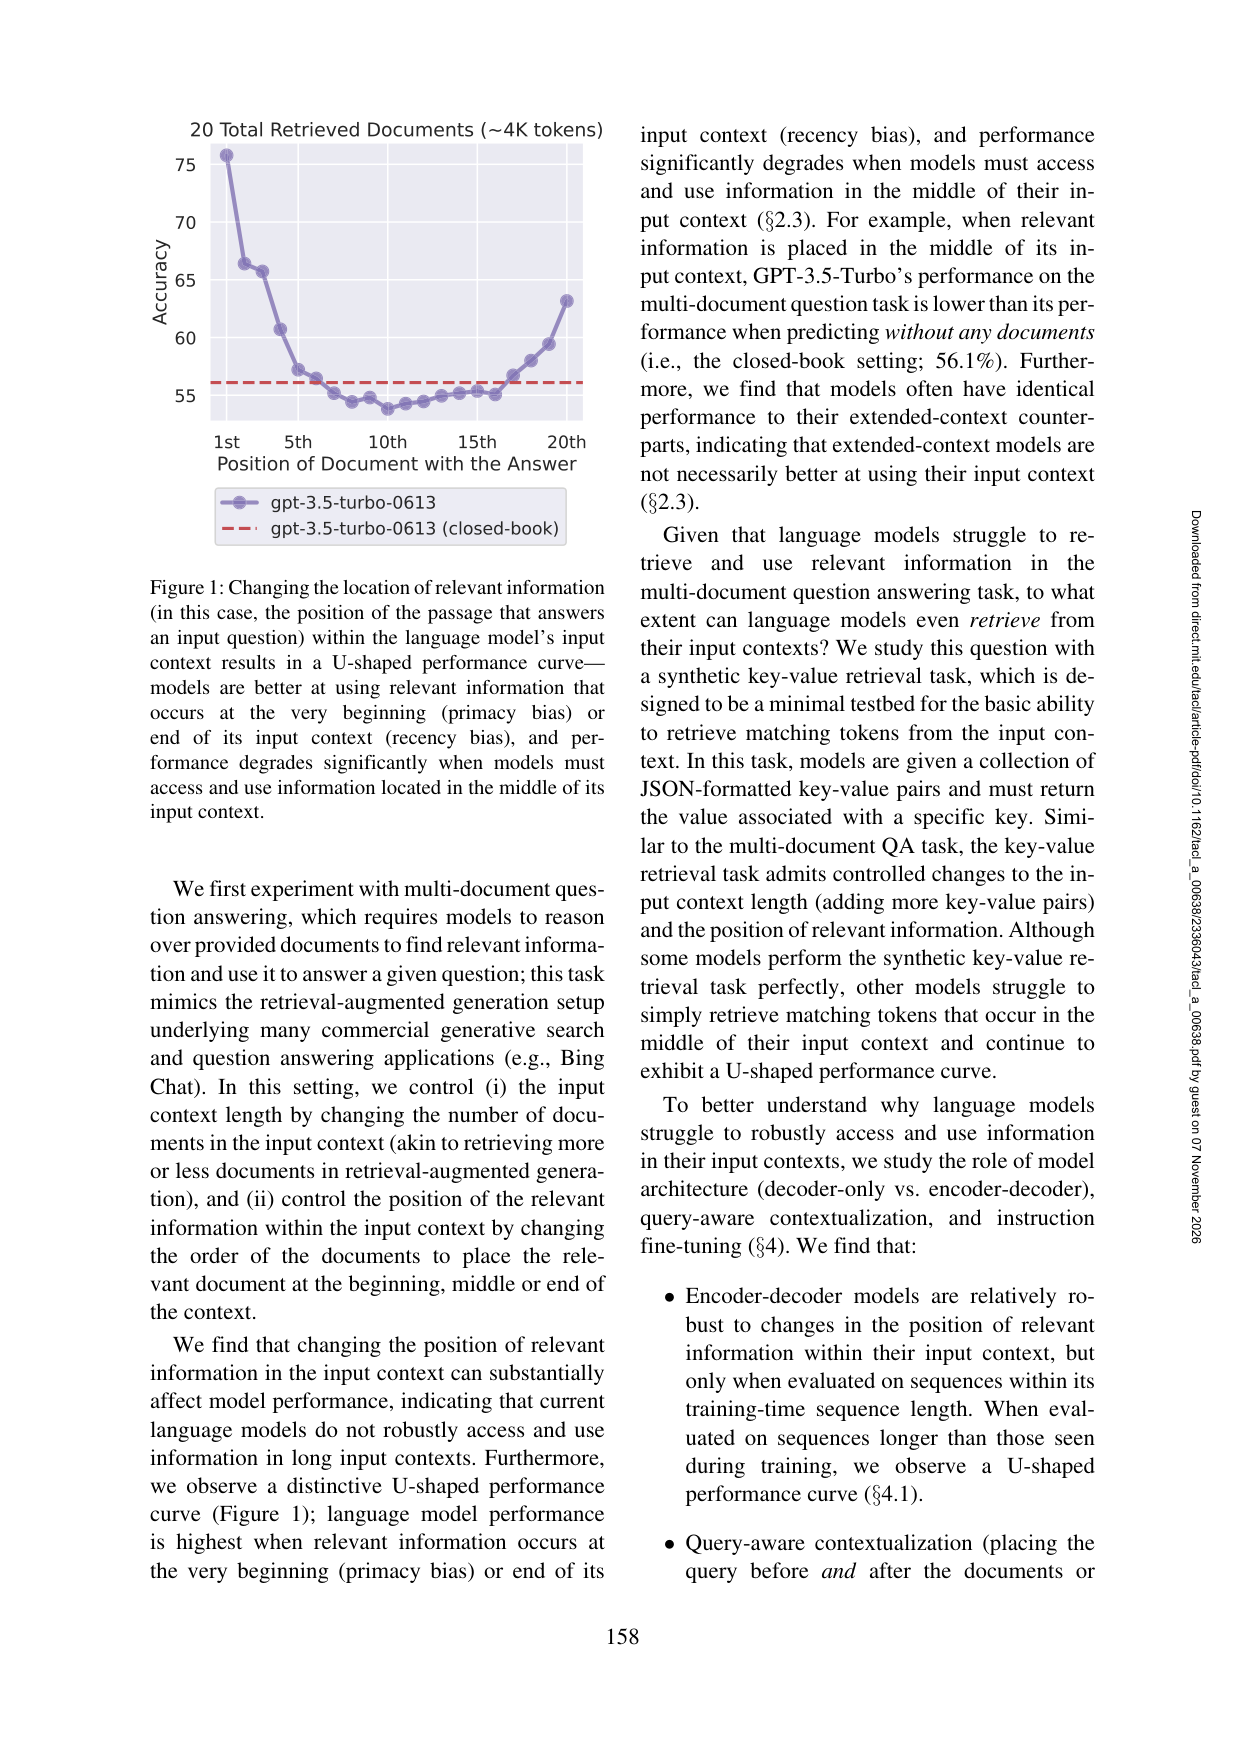 20 Total Retrieved Documents (~4K tokens)
75
70
65
60
55
Accuracy
1st 5th 10th 15th 20th
Position of Document with the Answer
gpt-3.5-turbo-0613
gpt-3.5-turbo-0613 (closed-book)
Figure 1: Changing the location of relevant information
(in this case, the position of the passage that answers
an input question) within the language model's input
context results in a U-shaped performance curve—
models are better at using relevant information that
occurs at the very beginning (primacy bias) or
end of its input context (recency bias), and per-
formance degrades significantly when models must
access and use information located in the middle of its
input context.
We first experiment with multi-document ques-
tion answering, which requires models to reason
over provided documents to find relevant informa-
tion and use it to answer a given question; this task
mimics the retrieval-augmented generation setup
underlying many commercial generative search
and question answering applications (e.g., Bing
Chat). In this setting, we control (i) the input
context length by changing the number of docu-
ments in the input context (akin to retrieving more
or less documents in retrieval-augmented genera-
tion), and (ii) control the position of the relevant
information within the input context by changing
the order of the documents to place the rele-
vant document at the beginning, middle or end of
the context.
We find that changing the position of relevant
information in the input context can substantially
affect model performance, indicating that current
language models do not robustly access and use
information in long input contexts. Furthermore,
we observe a distinctive U-shaped performance
curve (Figure 1); language model performance
is highest when relevant information occurs at
the very beginning (primacy bias) or end of its
input context (recency bias), and performance
significantly degrades when models must access
and use information in the middle of their in-
put context (§2.3). For example, when relevant
information is placed in the middle of its in-
put context, GPT-3.5-Turbo's performance on the
multi-document question task is lower than its per-
formance when predicting without any documents
(i.e., the closed-book setting; 56.1%). Further-
more, we find that models often have identical
performance to their extended-context counter-
parts, indicating that extended-context models are
not necessarily better at using their input context
(§2.3).
Given that language models struggle to re-
trieve and use relevant information in the
multi-document question answering task, to what
extent can language models even retrieve from
their input contexts? We study this question with
a synthetic key-value retrieval task, which is de-
signed to be a minimal testbed for the basic ability
to retrieve matching tokens from the input con-
text. In this task, models are given a collection of
JSON-formatted key-value pairs and must return
the value associated with a specific key. Simi-
lar to the multi-document QA task, the key-value
retrieval task admits controlled changes to the in-
put context length (adding more key-value pairs)
and the position of relevant information. Although
some models perform the synthetic key-value re-
trieval task perfectly, other models struggle to
simply retrieve matching tokens that occur in the
middle of their input context and continue to
exhibit a U-shaped performance curve.
To better understand why language models
struggle to robustly access and use information
in their input contexts, we study the role of model
architecture (decoder-only vs. encoder-decoder),
query-aware contextualization, and instruction
fine-tuning (§4). We find that:
• Encoder-decoder models are relatively ro-
bust to changes in the position of relevant
information within their input context, but
only when evaluated on sequences within its
training-time sequence length. When eval-
uated on sequences longer than those seen
during training, we observe a U-shaped
performance curve (§4.1).
• Query-aware contextualization (placing the
query before and after the documents or
158
Downloaded from direct.mit.edu/tacl/article-pdf/doi/10.1162/tacl_a_00638/2336043/tacl_a_00638.pdf by guest on 07 November 2026